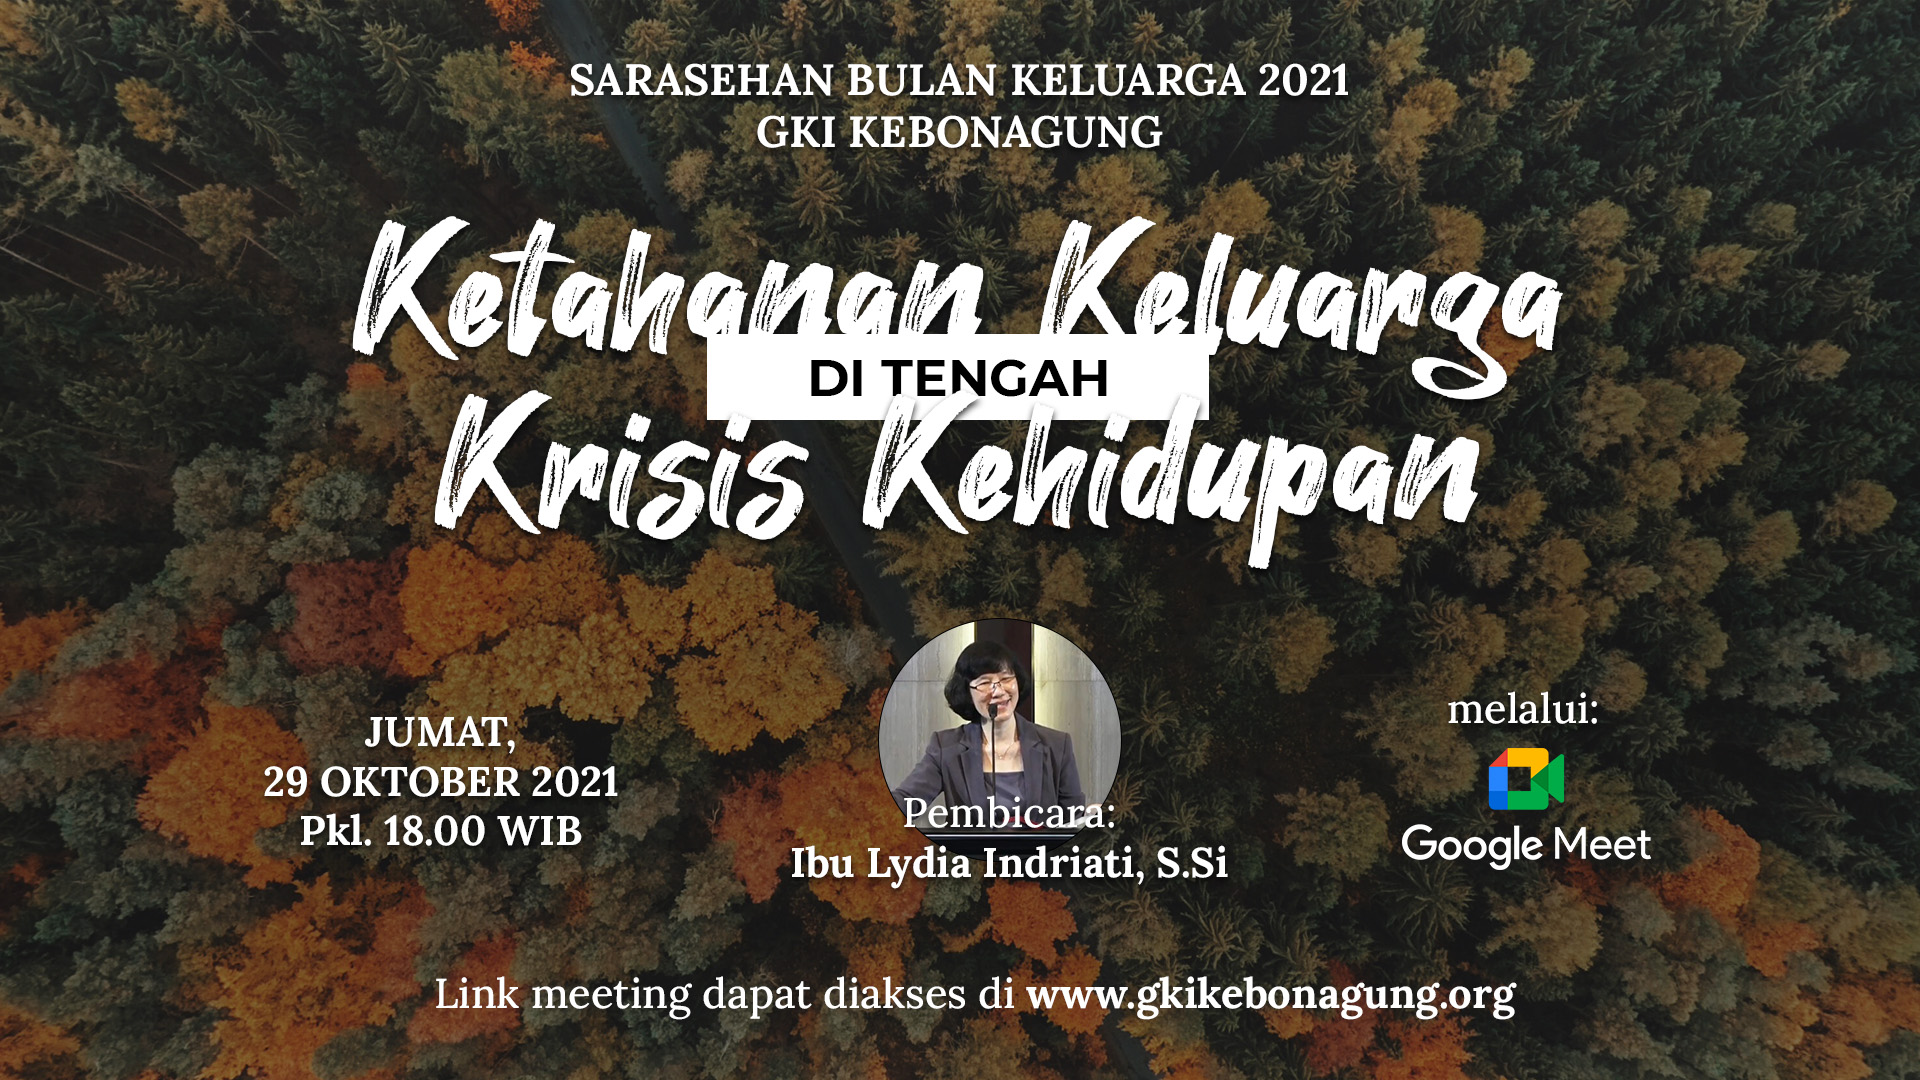 SARASEHAN BULAN KELUARGA 2021
GKI KEBONAGUNG
Ketahanan Keluarga
DI TENGAH
Krisis Kehidupan
JUMAT,
29 OKTOBER 2021
Pkl. 18.00 WIB
Pembicara:
Ibu Lydia Indriati, S.Si
melalui:
Google Meet
Link meeting dapat diakses di www.gkikebonagung.org